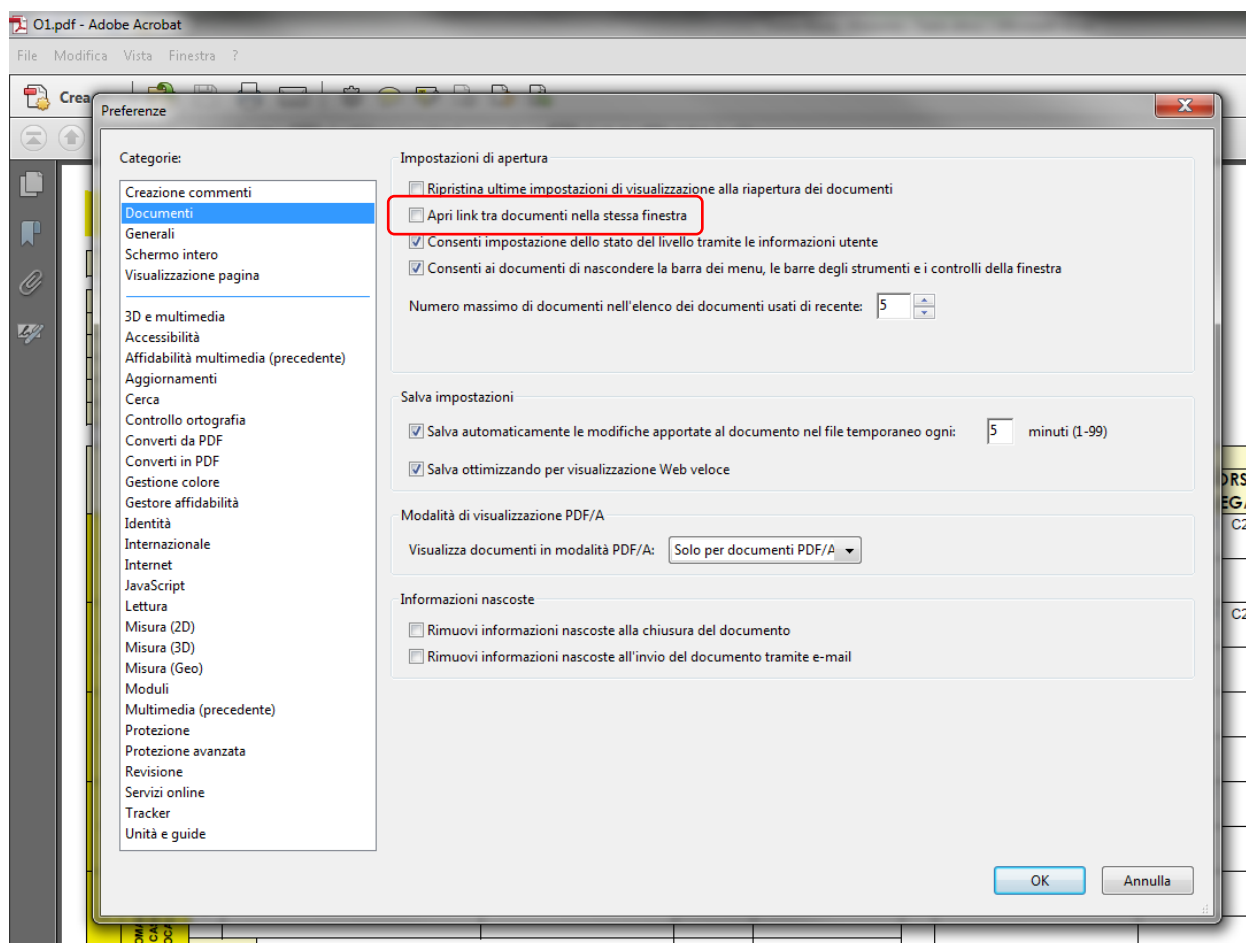 O1.pdf - Adobe Acrobat
File Modifica Vista Finestra ?
Crea
Preferenze
Categorie:
Creazione commenti
Documenti
Generali
Schermo intero
Visualizzazione pagina
3D e multimedia
Accessibilità
Affidabilità multimedia (precedente)
Aggiornamenti
Cerca
Controllo ortografia
Converti da PDF
Converti in PDF
Gestione colore
Gestore affidabilità
Identità
Internazionale
Internet
JavaScript
Lettura
Misura (2D)
Misura (3D)
Misura (Geo)
Moduli
Multimedia (precedente)
Protezione
Protezione avanzata
Revisione
Servizi online
Tracker
Unità e guide
Impostazioni di apertura
Ripristina ultime impostazioni di visualizzazione alla riapertura dei documenti
Apri link tra documenti nella stessa finestra
Consenti impostazione dello stato del livello tramite le informazioni utente
Consenti ai documenti di nascondere la barra dei menu, le barre degli strumenti e i controlli della finestra
Numero massimo di documenti nell'elenco dei documenti usati di recente: 5
Salva impostazioni
Salva automaticamente le modifiche apportate al documento nel file temporaneo ogni: 5 minuti (1-99)
Salva ottimizzando per visualizzazione Web veloce
Modalità di visualizzazione PDF/A
Visualizza documenti in modalità PDF/A: Solo per documenti PDF/A
Informazioni nascoste
Rimuovi informazioni nascoste alla chiusura del documento
Rimuovi informazioni nascoste all'invio del documento tramite e-mail
OK Annulla